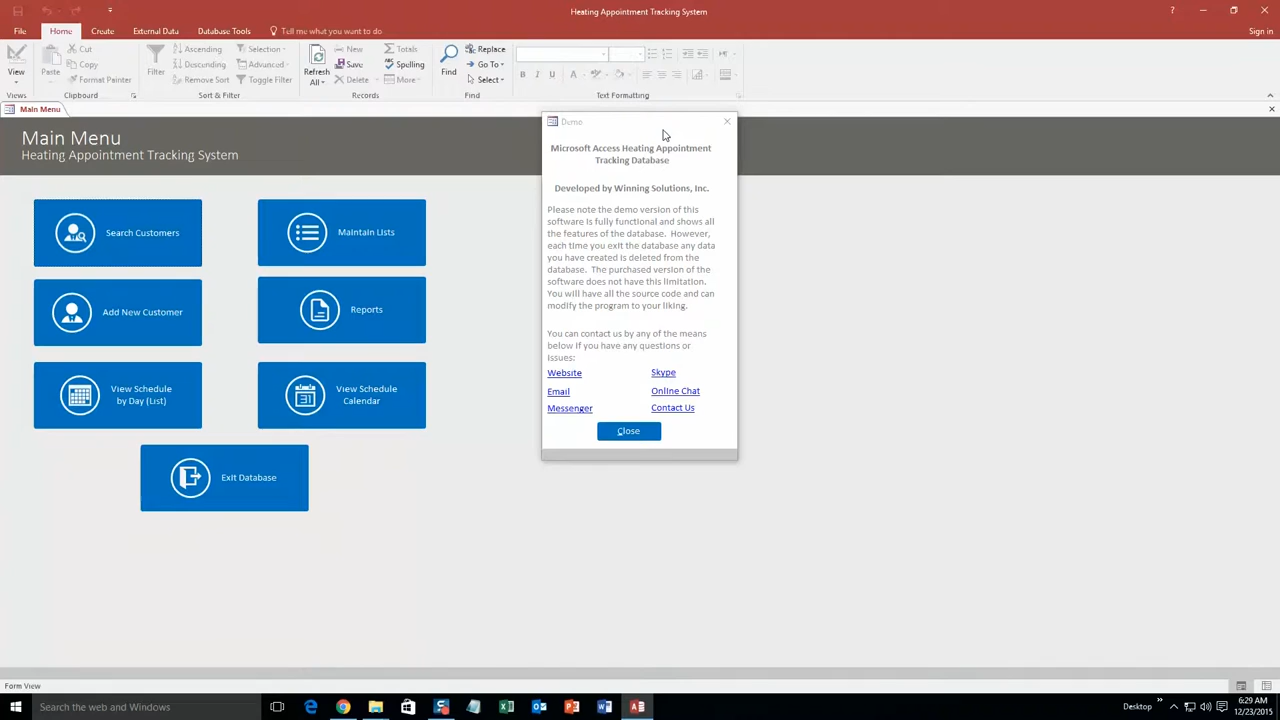 Heating Appointment Tracking System
?
File Home Create External Data Database Tools Tell me what you want to do Sign in
View
Views
Paste
Cut
Copy
Format Painter
Clipboard
Filter
Ascending
Descending
Remove Sort
Selection
Advanced
Toggle Filter
Sort & Filter
Refresh
All
New
Save
Delete
Totals
Spelling
More
Records
Find
Replace
Go To
Select
Find
B I U A
Text Formatting
Main Menu
Main Menu
Heating Appointment Tracking System
Search Customers
Maintain Lists
Add New Customer
Reports
View Schedule
by Day (List)
31
View Schedule
Calendar
Exit Database
Demo
Microsoft Access Heating Appointment
Tracking Database
Developed by Winning Solutions, Inc.
Please note the demo version of this
software is fully functional and shows all
the features of the database. However,
each time you exit the database any data
you have created is deleted from the
database. The purchased version of the
software does not have this limitation.
You will have all the source code and can
modify the program to your liking.
You can contact us by any of the means
below if you have any questions or
issues:
Website Skype
Email Online Chat
Messenger Contact Us
Close
Form View
Search the web and Windows
Desktop
6:29 AM
12/23/2015